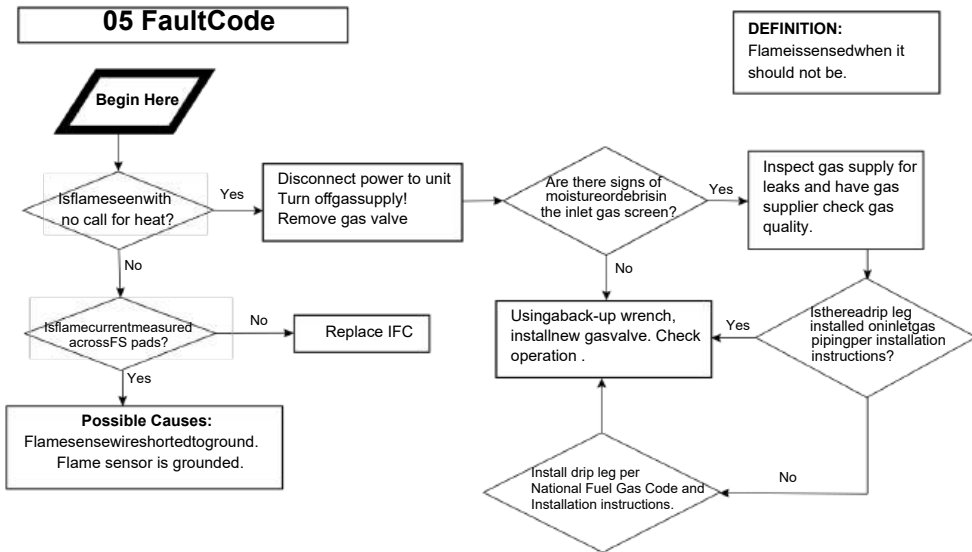 05 FaultCode
DEFINITION:
Flameissensedwhen it
should not be.
Begin Here
Isflameseenwith
no call for heat?
Yes
Disconnect power to unit
Turn offgassupply!
Remove gas valve
Are there signs of
moistureordebrisin
the inlet gas screen?
Yes
Inspect gas supply for
leaks and have gas
supplier check gas
quality.
No
No
Isflamecurrentmeasured
acrossFS pads?
No
Replace IFC
Usingaback-up wrench,
installnew gasvalve. Check
operation .
Yes
Isthereadrip leg
installed oninletgas
pipingper installation
instructions?
Yes
Possible Causes:
Flamesensewireshortedtoground.
Flame sensor is grounded.
Install drip leg per
National Fuel Gas Code and
Installation instructions.
No